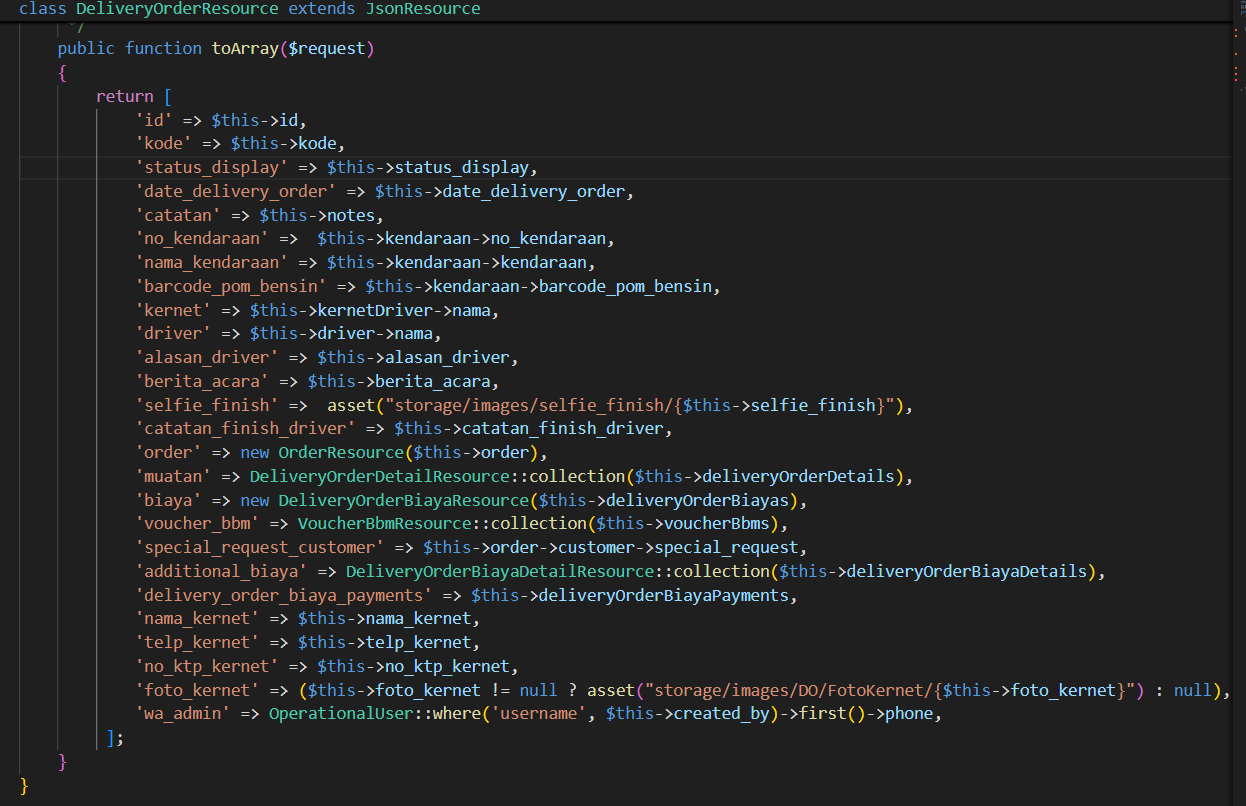 class DeliveryOrderResource extends JsonResource
*/
public function toArray($request)
{
return [
'id' => $this->id,
'kode' => $this->kode,
'status_display' => $this->status_display,
'date_delivery_order' => $this->date_delivery_order,
'catatan' => $this->notes,
'no_kendaraan' =>  $this->kendaraan->no_kendaraan,
'nama_kendaraan' => $this->kendaraan->kendaraan,
'barcode_pom_bensin' => $this->kendaraan->barcode_pom_bensin,
'kernet' => $this->kernetDriver->nama,
'driver' => $this->driver->nama,
'alasan_driver' => $this->alasan_driver,
'berita_acara' => $this->berita_acara,
'selfie_finish' =>  asset("storage/images/selfie_finish/{$this->selfie_finish}"),
'catatan_finish_driver' => $this->catatan_finish_driver,
'order' => new OrderResource($this->order),
'muatan' => DeliveryOrderDetailResource::collection($this->deliveryOrderDetails),
'biaya' => new DeliveryOrderBiayaResource($this->deliveryOrderBiayas),
'voucher_bbm' => VoucherBbmResource::collection($this->voucherBbms),
'special_request_customer' => $this->order->customer->special_request,
'additional_biaya' => DeliveryOrderBiayaDetailResource::collection($this->deliveryOrderBiayaDetails),
'delivery_order_biaya_payments' => $this->deliveryOrderBiayaPayments,
'nama_kernet' => $this->nama_kernet,
'telp_kernet' => $this->telp_kernet,
'no_ktp_kernet' => $this->no_ktp_kernet,
'foto_kernet' => ($this->foto_kernet != null ? asset("storage/images/DO/FotoKernet/{$this->foto_kernet}") : null),
'wa_admin' => OperationalUser::where('username', $this->created_by)->first()->phone,
];
}
}